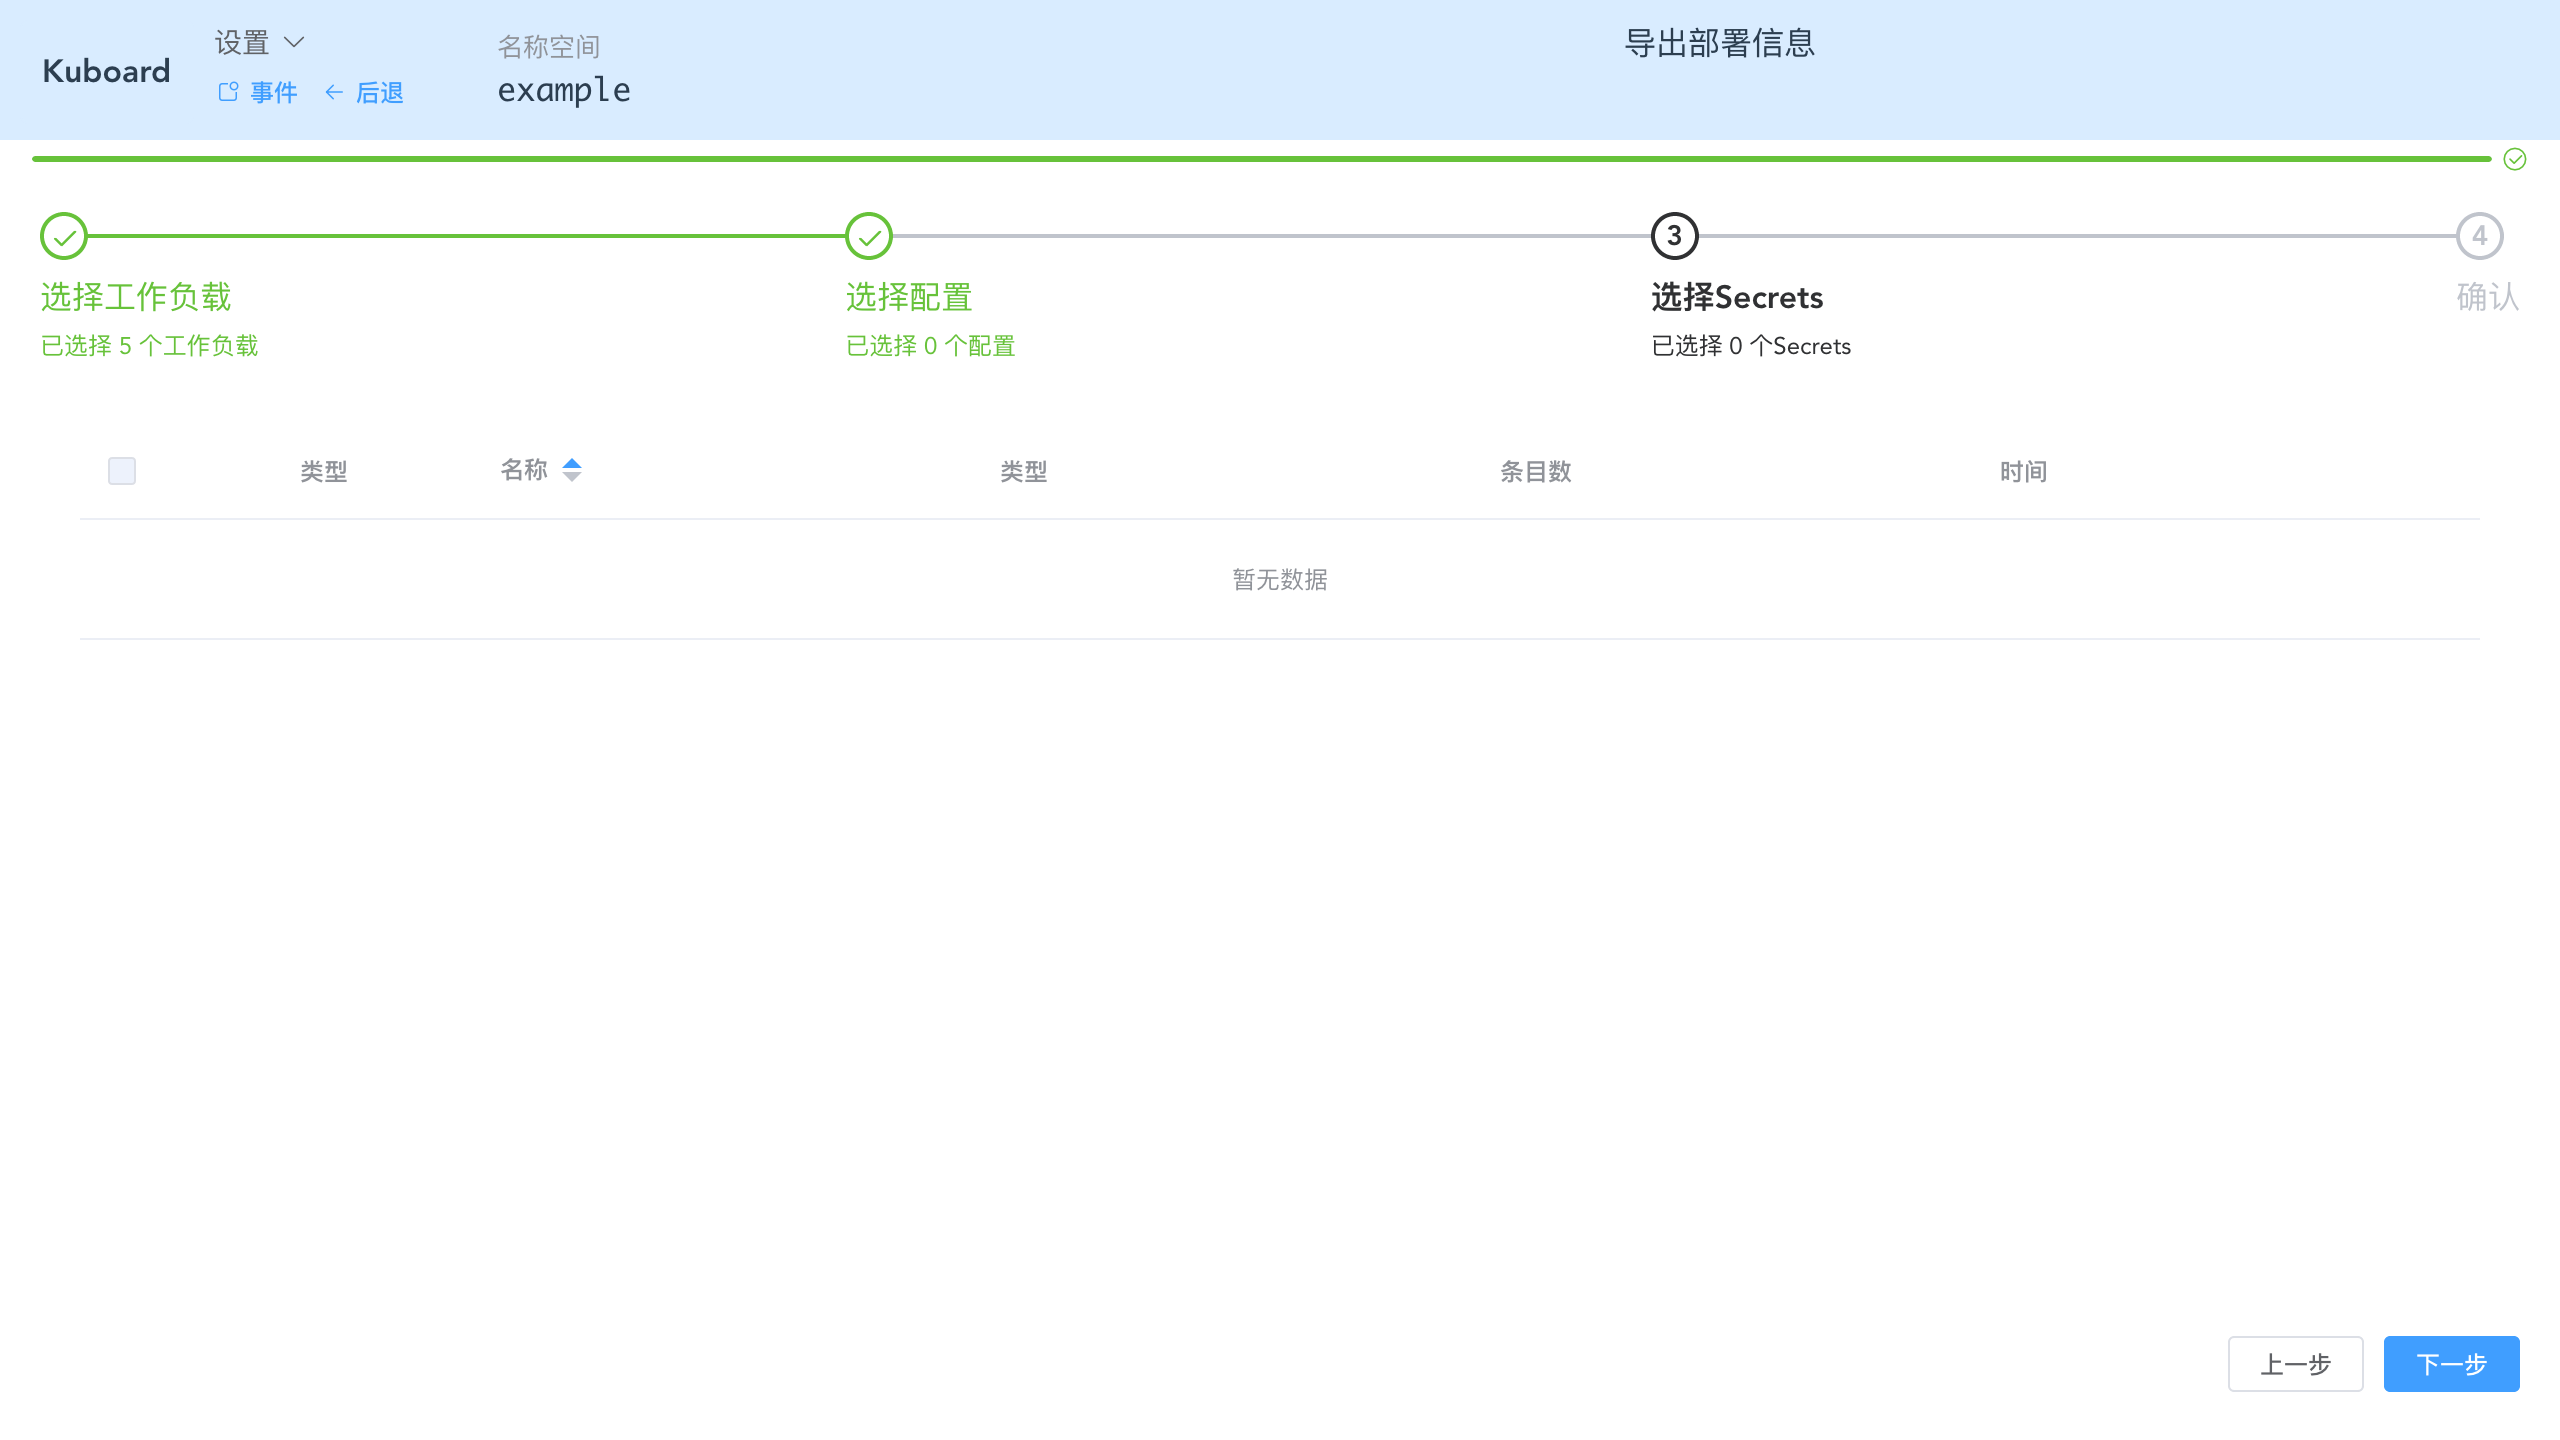 Kuboard
设置
事件 后退
名称空间
example
导出部署信息
选择工作负载
已选择 5 个工作负载
选择配置
已选择 0 个配置
3
选择Secrets
已选择 0 个Secrets
4
确认
类型 名称 类型 条目数 时间
暂无数据
上一步 下一步